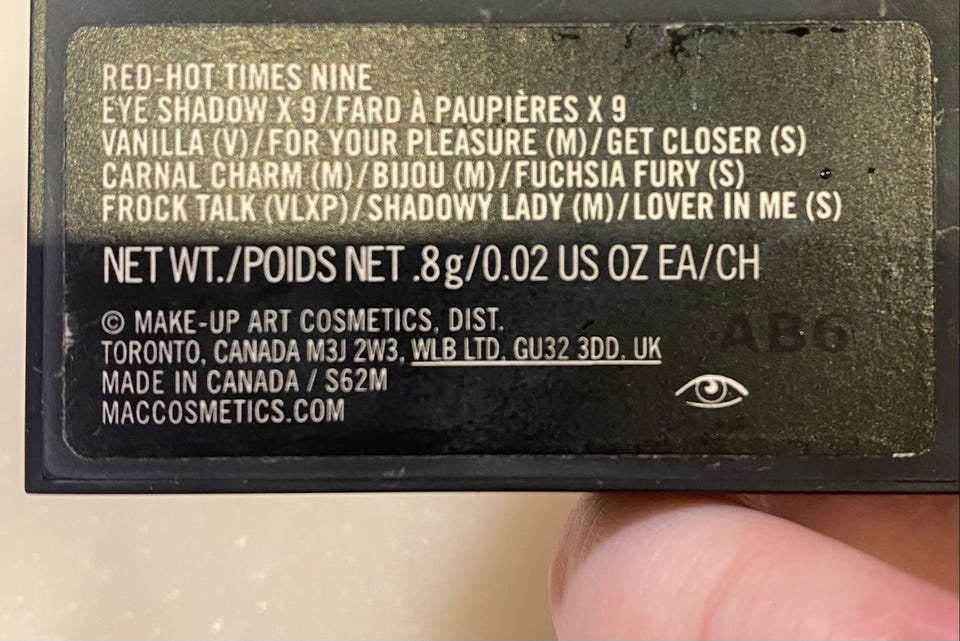 RED-HOT TIMES NINE
EYE SHADOW X 9/FARD À PAUPIÈRES X 9
VANILLA (V)/FOR YOUR PLEASURE (M)/GET CLOSER (S)
CARNAL CHARM (M)/BIJOU (M)/FUCHSIA FURY (S)
FROCK TALK (VLXP)/SHADOWY LADY (M)/LOVER IN ME (S)
NET WT./POIDS NET .8g/0.02 US OZ EA/CH
© MAKE-UP ART COSMETICS, DIST.
TORONTO, CANADA M3J 2W3, WLB LTD, GU32 3DD, UK
MADE IN CANADA / S62M
MACCOSMETICS.COM
AB6